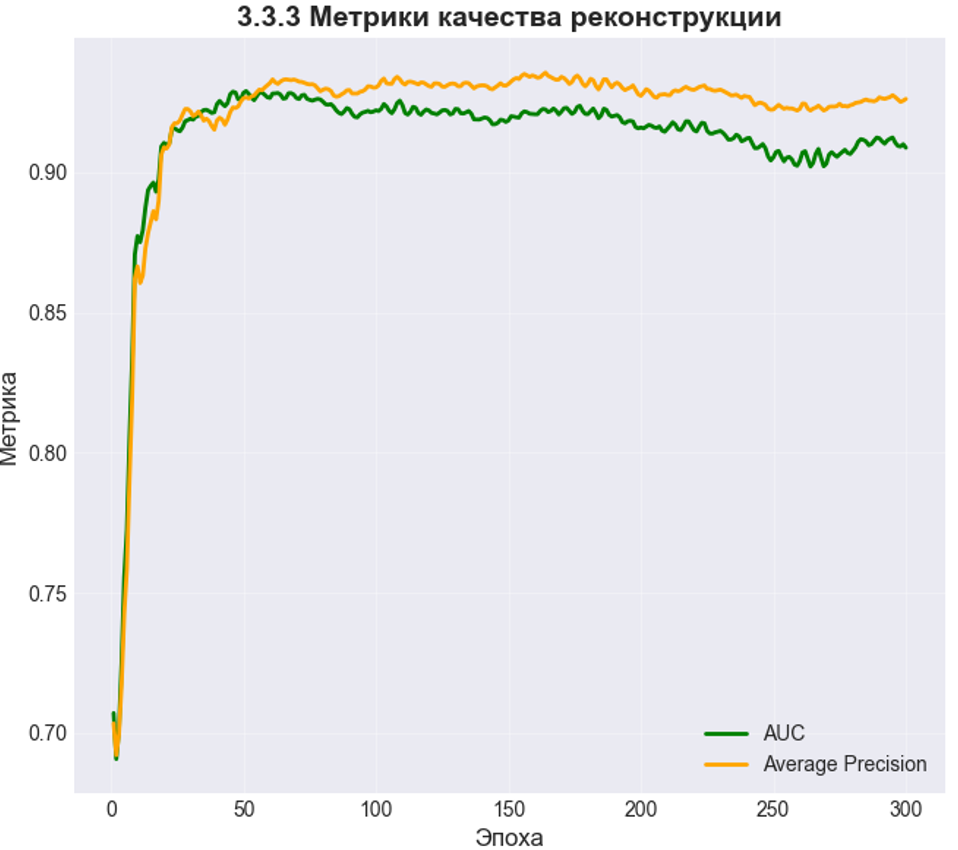 3.3.3 Метрики качества реконструкции
0.90
0.85
0.80
0.75
0.70
Метрика
0 50 100 150 200 250 300
Эпоха
AUC
Average Precision